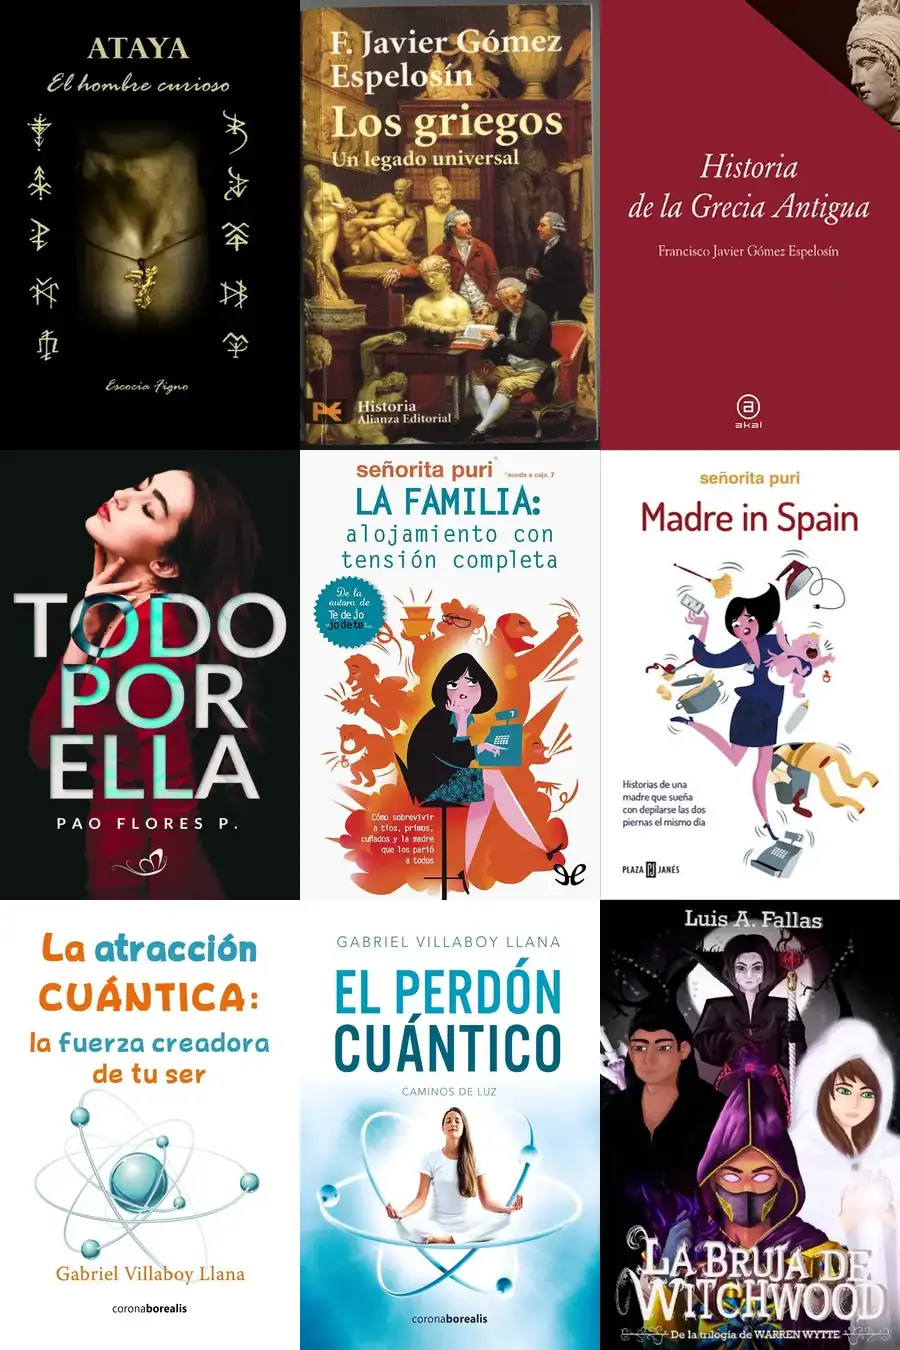 ATAYA
El hombre curioso
Escocia Figno
F. Javier Gómez
Espelosín
Los griegos
Un legado universal
Historia
Alianza Editorial
Historia
de la Grecia Antigua
Francisco Javier Gómez Espelosín
a
akal
TODO
POR
ELLA
PAO FLORES P.
señorita puri
*acuda a caja_7
LA FAMILIA:
alojamiento con
tensión completa
De la
autora de
Te dejo
jodete
7
Cómo sobrevivir
a tíos, primos,
cuñados y la madre
que los parió
a todos
señorita puri
Madre in Spain
Historias de una
madre que sueña
con depilarse las dos
piernas el mismo día
PLAZA JANÉS
La atracción
CUÁNTICA:
la fuerza creadora
de tu ser
Gabriel Villaboy Llana
coronaborealis
GABRIEL VILLABOY LLANA
EL PERDÓN
CUÁNTICO
CAMINOS DE LUZ
coronaborealis
Luis A. Fallas
LA BRUJA DE
WITCHWOOD
De la trilogía de WARREN WYTTE